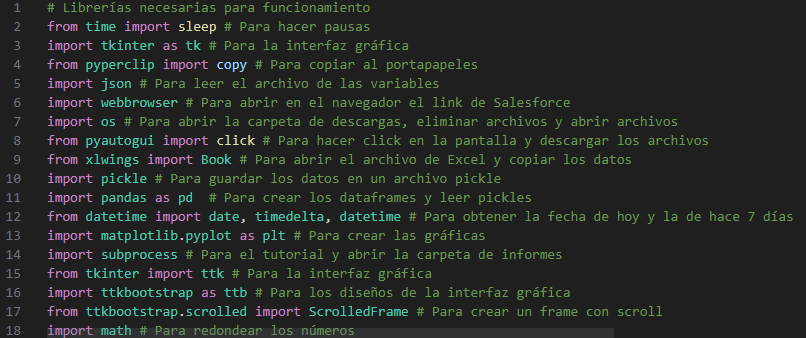 1 # Librerías necesarias para funcionamiento
2 from time import sleep # Para hacer pausas
3 import tkinter as tk # Para la interfaz gráfica
4 from pyperclip import copy # Para copiar al portapapeles
5 import json # Para leer el archivo de las variables
6 import webbrowser # Para abrir en el navegador el link de Salesforce
7 import os # Para abrir la carpeta de descargas, eliminar archivos y abrir archivos
8 from pyautogui import click # Para hacer click en la pantalla y descargar los archivos
9 from xlwings import Book # Para abrir el archivo de Excel y copiar los datos
10 import pickle # Para guardar los datos en un archivo pickle
11 import pandas as pd  # Para crear los dataframes y leer pickles
12 from datetime import date, timedelta, datetime # Para obtener la fecha de hoy y la de hace 7 días
13 import matplotlib.pyplot as plt # Para crear las gráficas
14 import subprocess # Para el tutorial y abrir la carpeta de informes
15 from tkinter import ttk # Para la interfaz gráfica
16 import ttkbootstrap as ttb # Para los diseños de la interfaz gráfica
17 from ttkbootstrap.scrolled import ScrolledFrame # Para crear un frame con scroll
18 import math # Para redondear los números